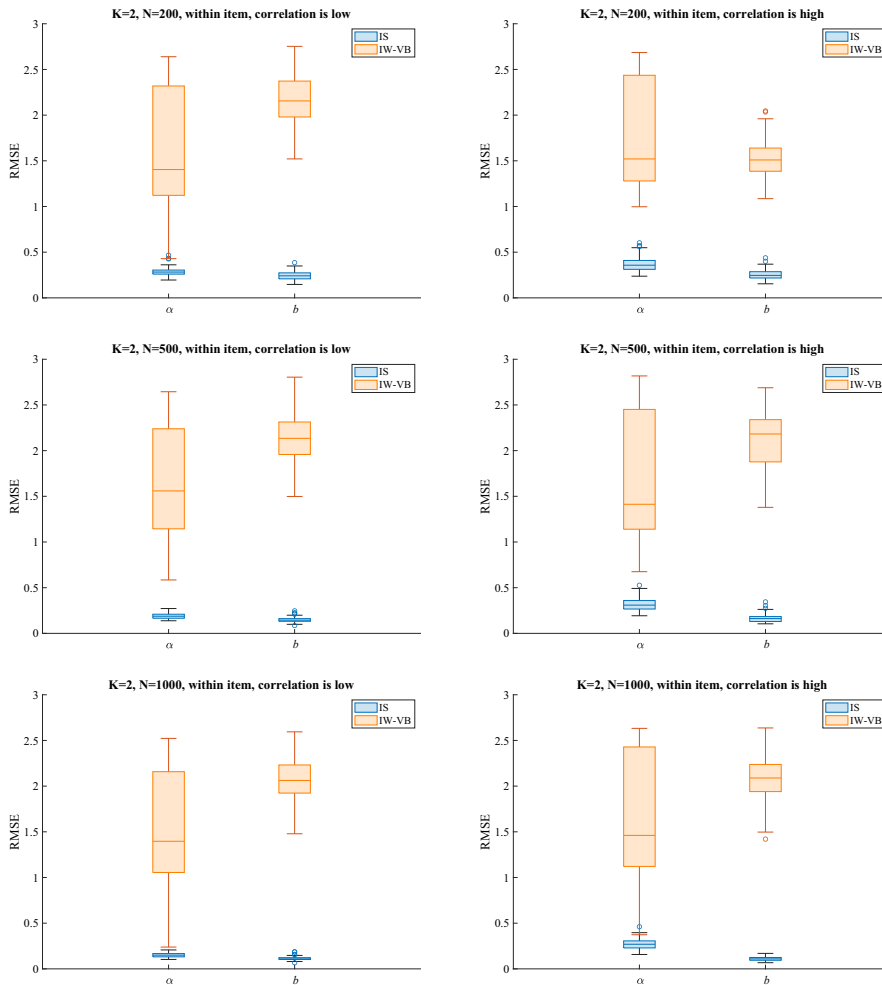 K=2, N=200, within item, correlation is low
3
2.5
2
1.5
1
0.5
0
RMSE
α
b
IS
IW-VB
K=2, N=200, within item, correlation is high
3
2.5
2
1.5
1
0.5
0
RMSE
α
b
IS
IW-VB
K=2, N=500, within item, correlation is low
3
2.5
2
1.5
1
0.5
0
RMSE
α
b
IS
IW-VB
K=2, N=500, within item, correlation is high
3
2.5
2
1.5
1
0.5
0
RMSE
α
b
IS
IW-VB
K=2, N=1000, within item, correlation is low
3
2.5
2
1.5
1
0.5
0
RMSE
α
b
IS
IW-VB
K=2, N=1000, within item, correlation is high
3
2.5
2
1.5
1
0.5
0
RMSE
α
b
IS
IW-VB